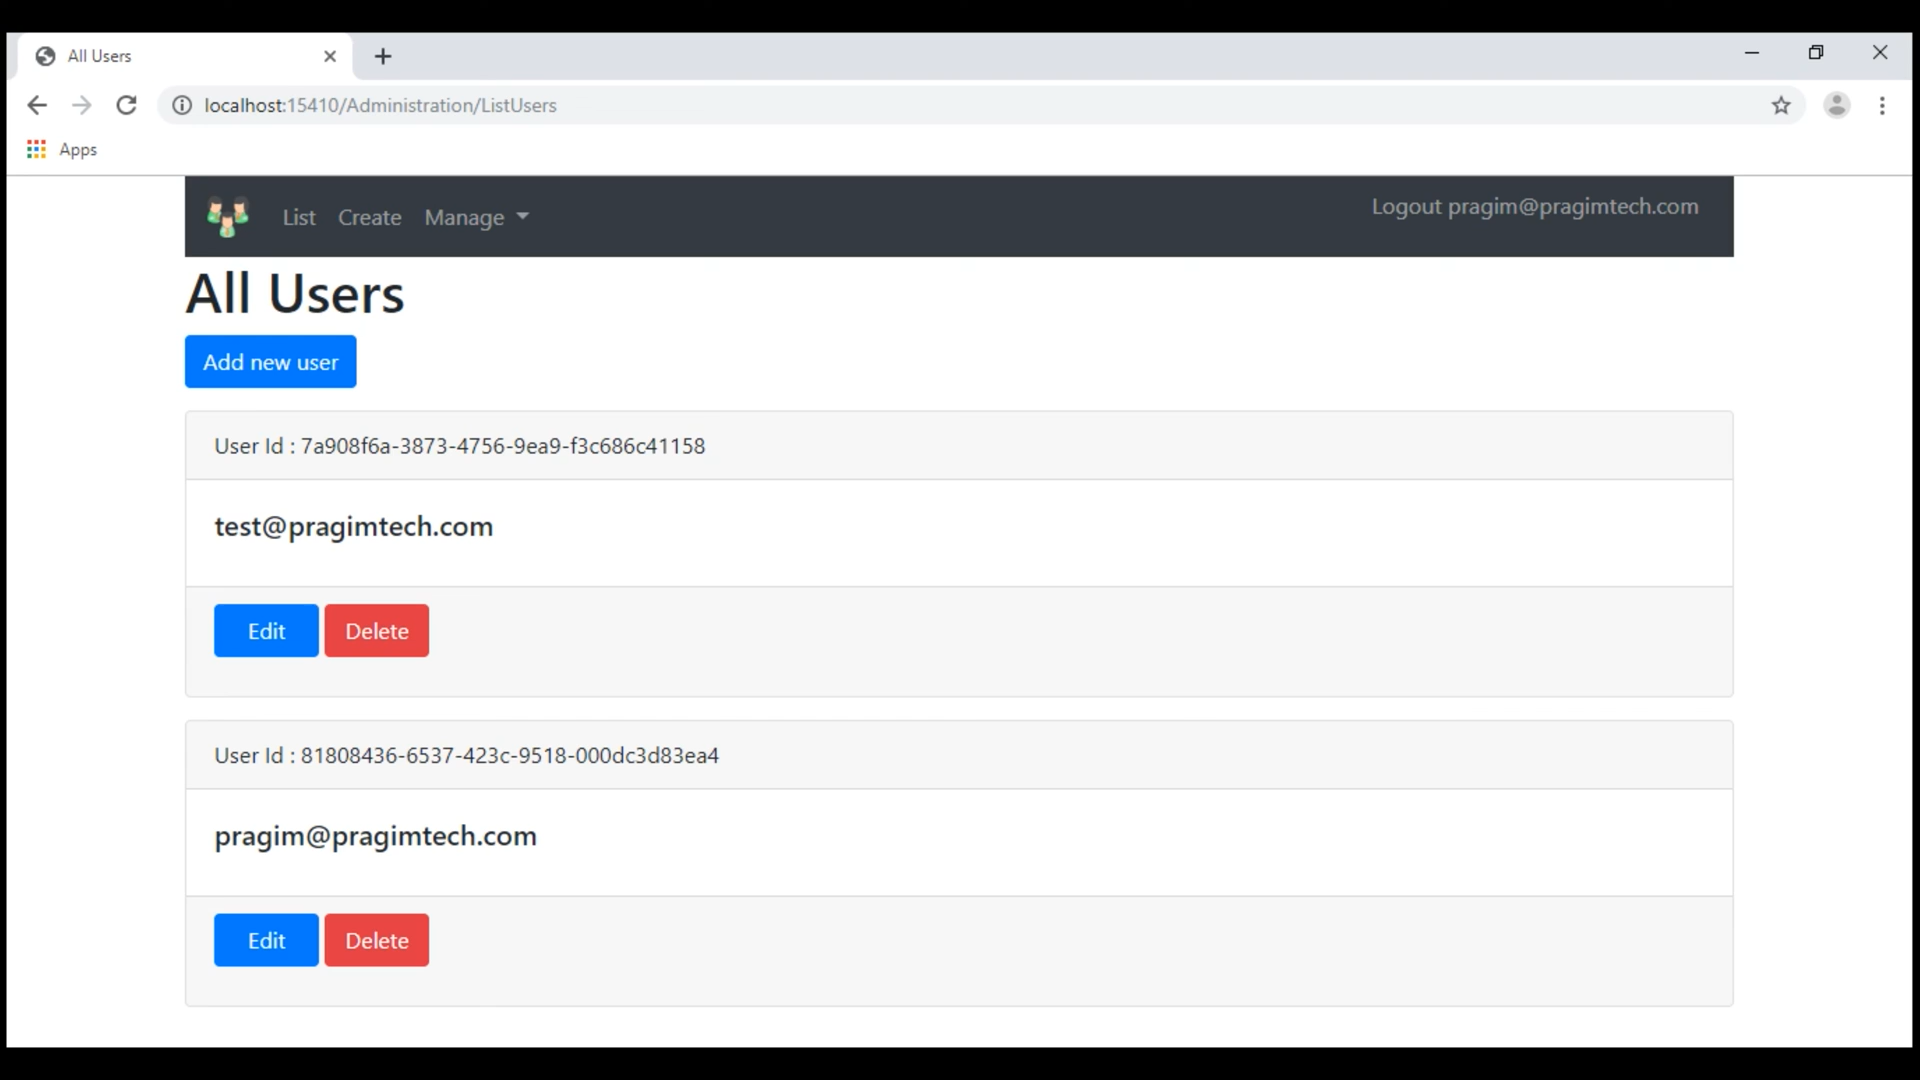 All Users
localhost:15410/Administration/ListUsers
Apps
List Create Manage Logout pragim@pragimtech.com
All Users
Add new user
User Id : 7a908f6a-3873-4756-9ea9-f3c686c41158
test@pragimtech.com
Edit Delete
User Id : 81808436-6537-423c-9518-000dc3d83ea4
pragim@pragimtech.com
Edit Delete